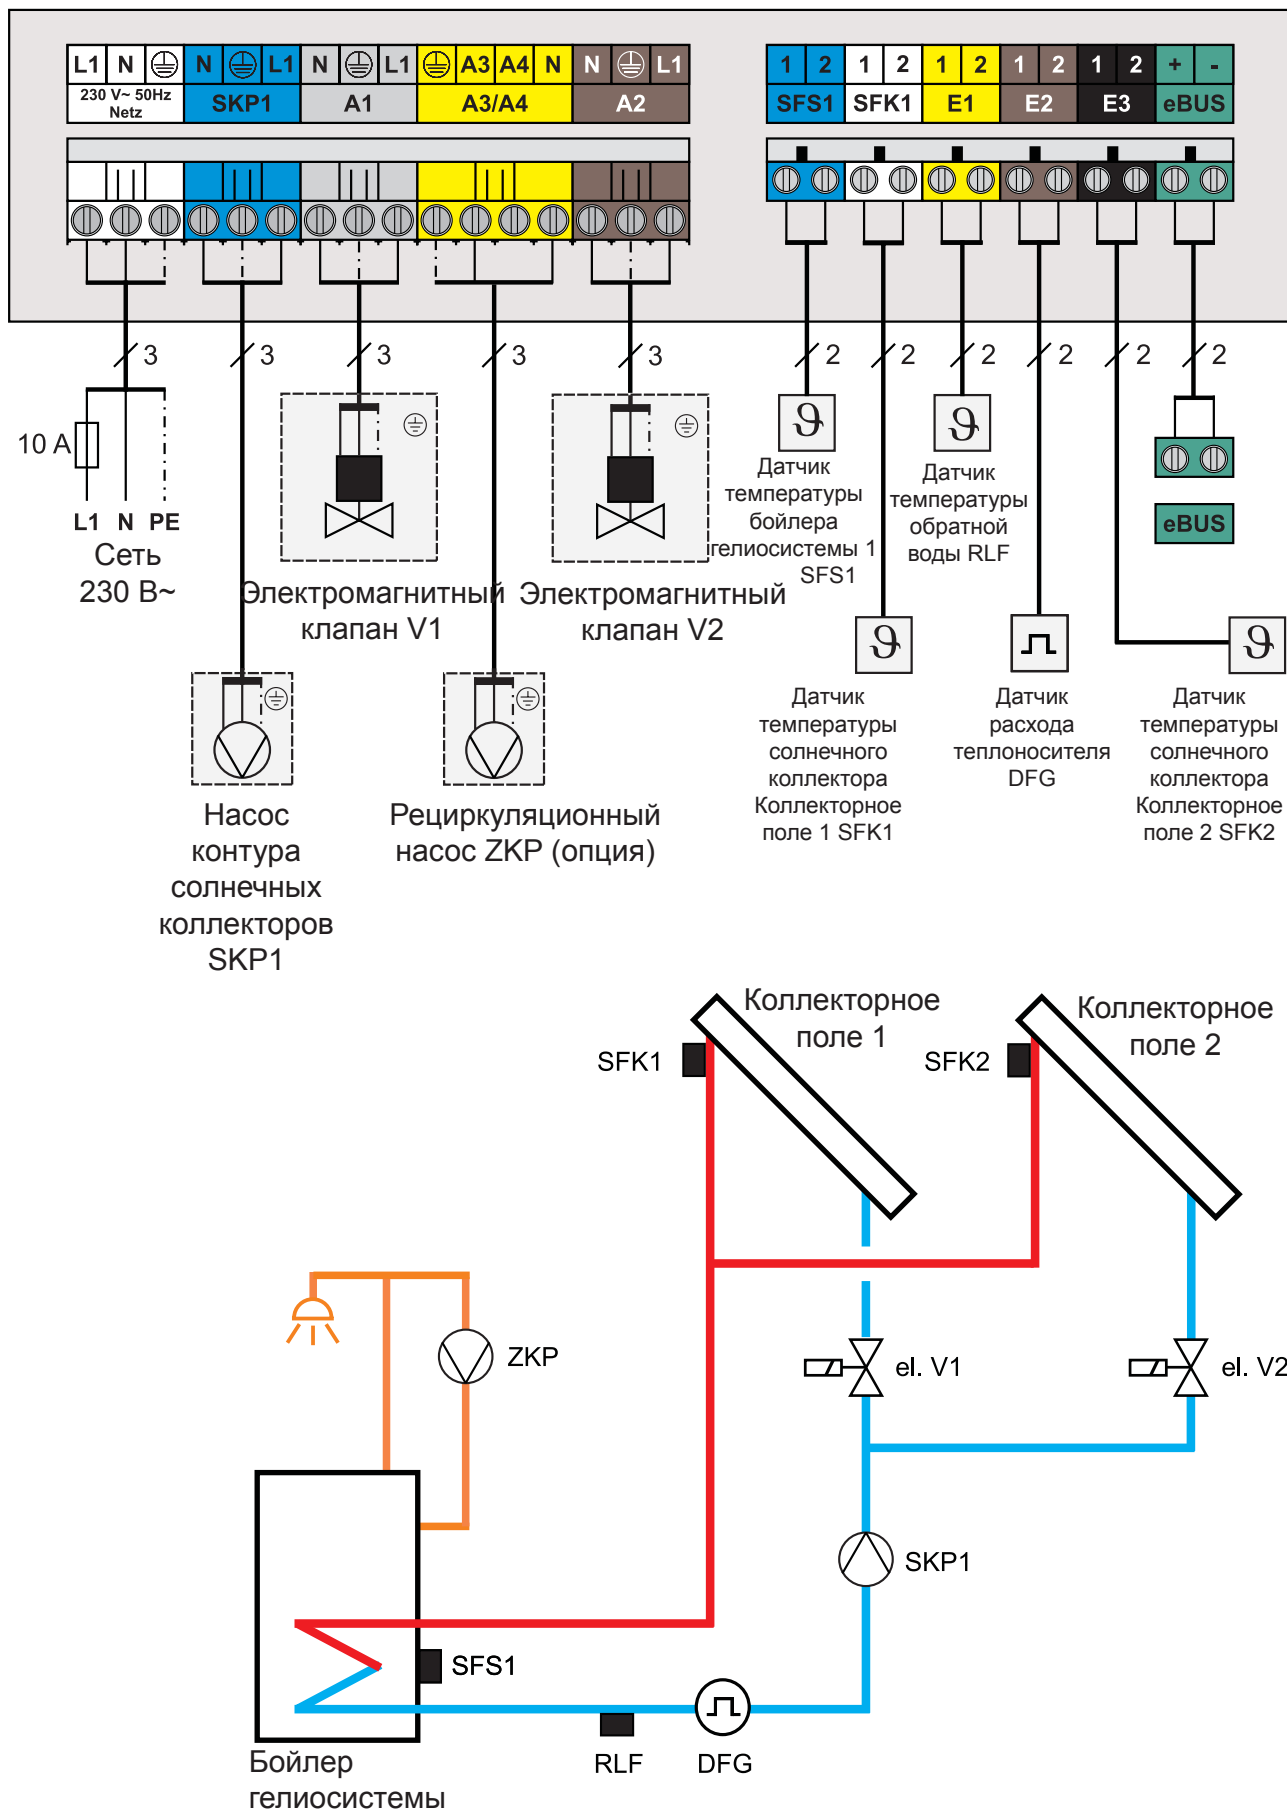 L1 N N L1 N L1 A3 A4 N N L1 1 2 1 2 1 2 1 2 1 2 + -
230 V~ 50Hz
Netz
SKP1 A1 A3/A4 A2 SFS1 SFK1 E1 E2 E3 eBUS
3 3 3 3 3 2 2 2 2 2 2
10 A
L1 N PE
Сеть
230 В~
Электромагнитный
клапан V1
Электромагнитный
клапан V2
ϑ
Датчик
температуры
бойлера
гелиосистемы 1
SFS1
ϑ
Датчик
температуры
обратной
воды RLF
eBUS
ϑ
Датчик
температуры
солнечного
коллектора
Коллекторное
поле 1 SFK1
Датчик
расхода
теплоносителя
DFG
ϑ
Датчик
температуры
солнечного
коллектора
Коллекторное
поле 2 SFK2
Насос
контура
солнечных
коллекторов
SKP1
Рециркуляционный
насос ZKP (опция)
Коллекторное
поле 1
Коллекторное
поле 2
SFK1
SFK2
ZKP
el. V1
el. V2
SKP1
SFS1
RLF
DFG
Бойлер
гелиосистемы